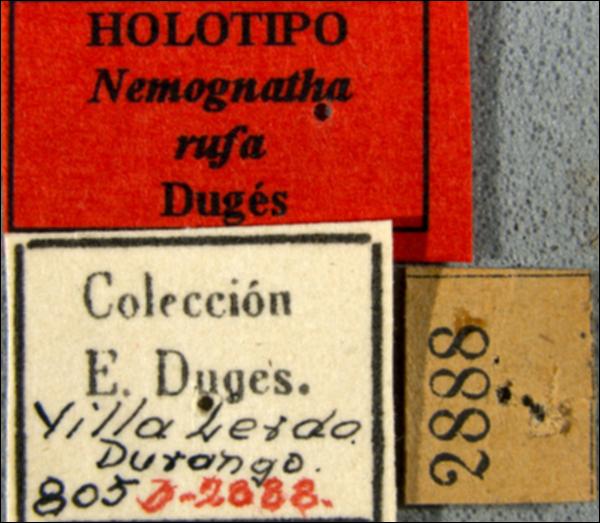 HOLOTIPO
Nemognatha
rufa
Dugés
Colección
E. Dugès.
Villa Lerdo.
Durango.
805 D-2888.
2888